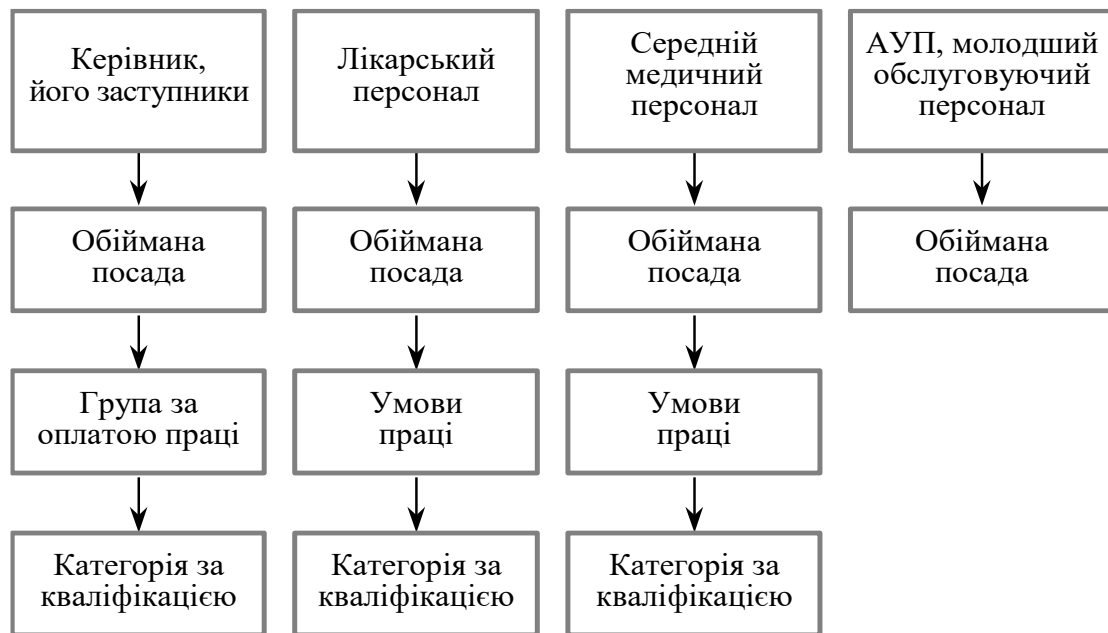 Керівник,
його заступники
Лікарський
персонал
Середній
медичний
персонал
АУП, молодший
обслуговуючий
персонал
Обіймана
посада
Обіймана
посада
Обіймана
посада
Обіймана
посада
Група за
оплатою праці
Умови
праці
Умови
праці
Категорія за
кваліфікацією
Категорія за
кваліфікацією
Категорія за
кваліфікацією